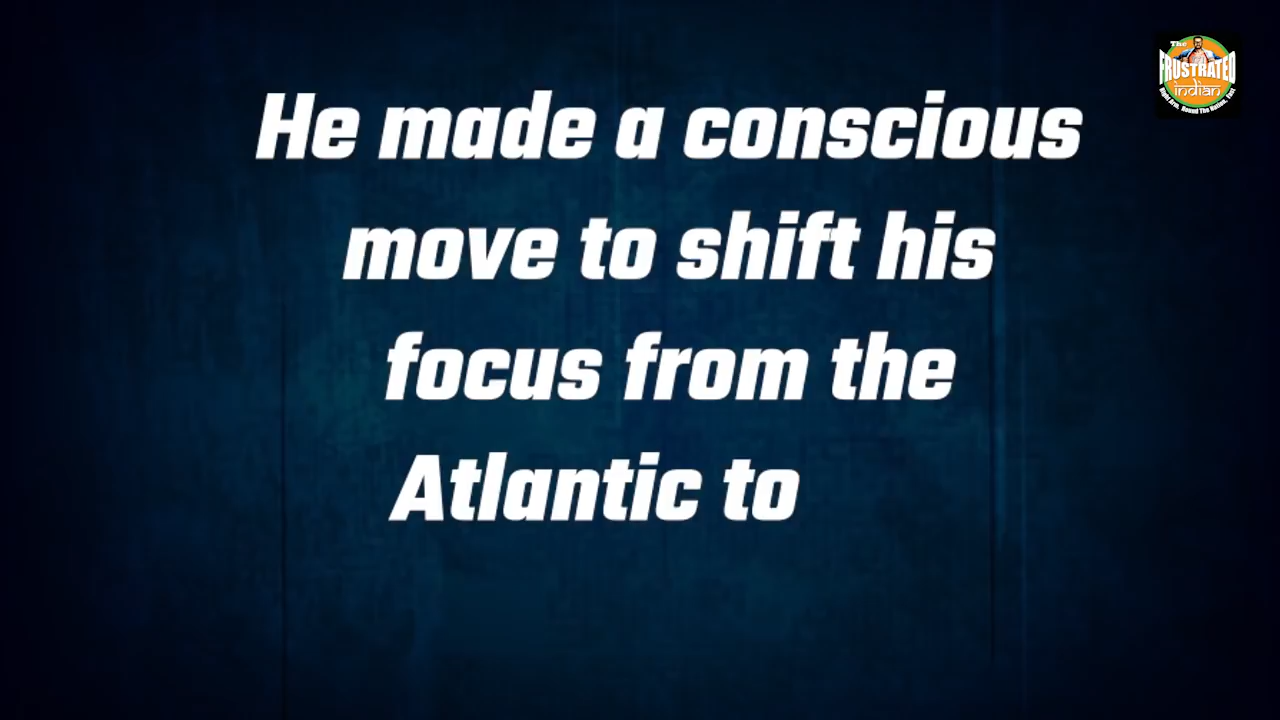 He made a conscious
move to shift his
focus from the
Atlantic to
The
FRUSTRATED
indian